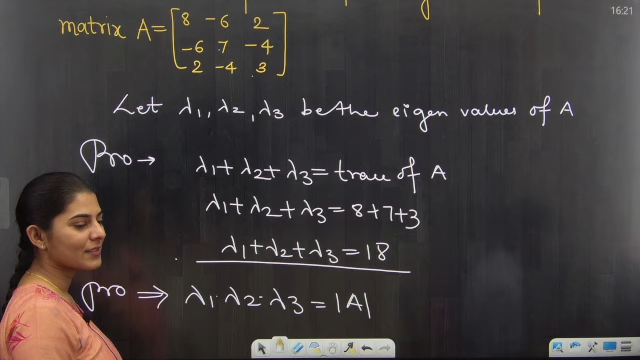 16:21
matrix A = [ 8 -6 2
-6 7 -4
2 -4 3 ]
Let λ1, λ2, λ3 be the eigen values of A
Pro → λ1 + λ2 + λ3 = trace of A
λ1 + λ2 + λ3 = 8 + 7 + 3
λ1 + λ2 + λ3 = 18
Pro ⇒ λ1 · λ2 · λ3 = |A|